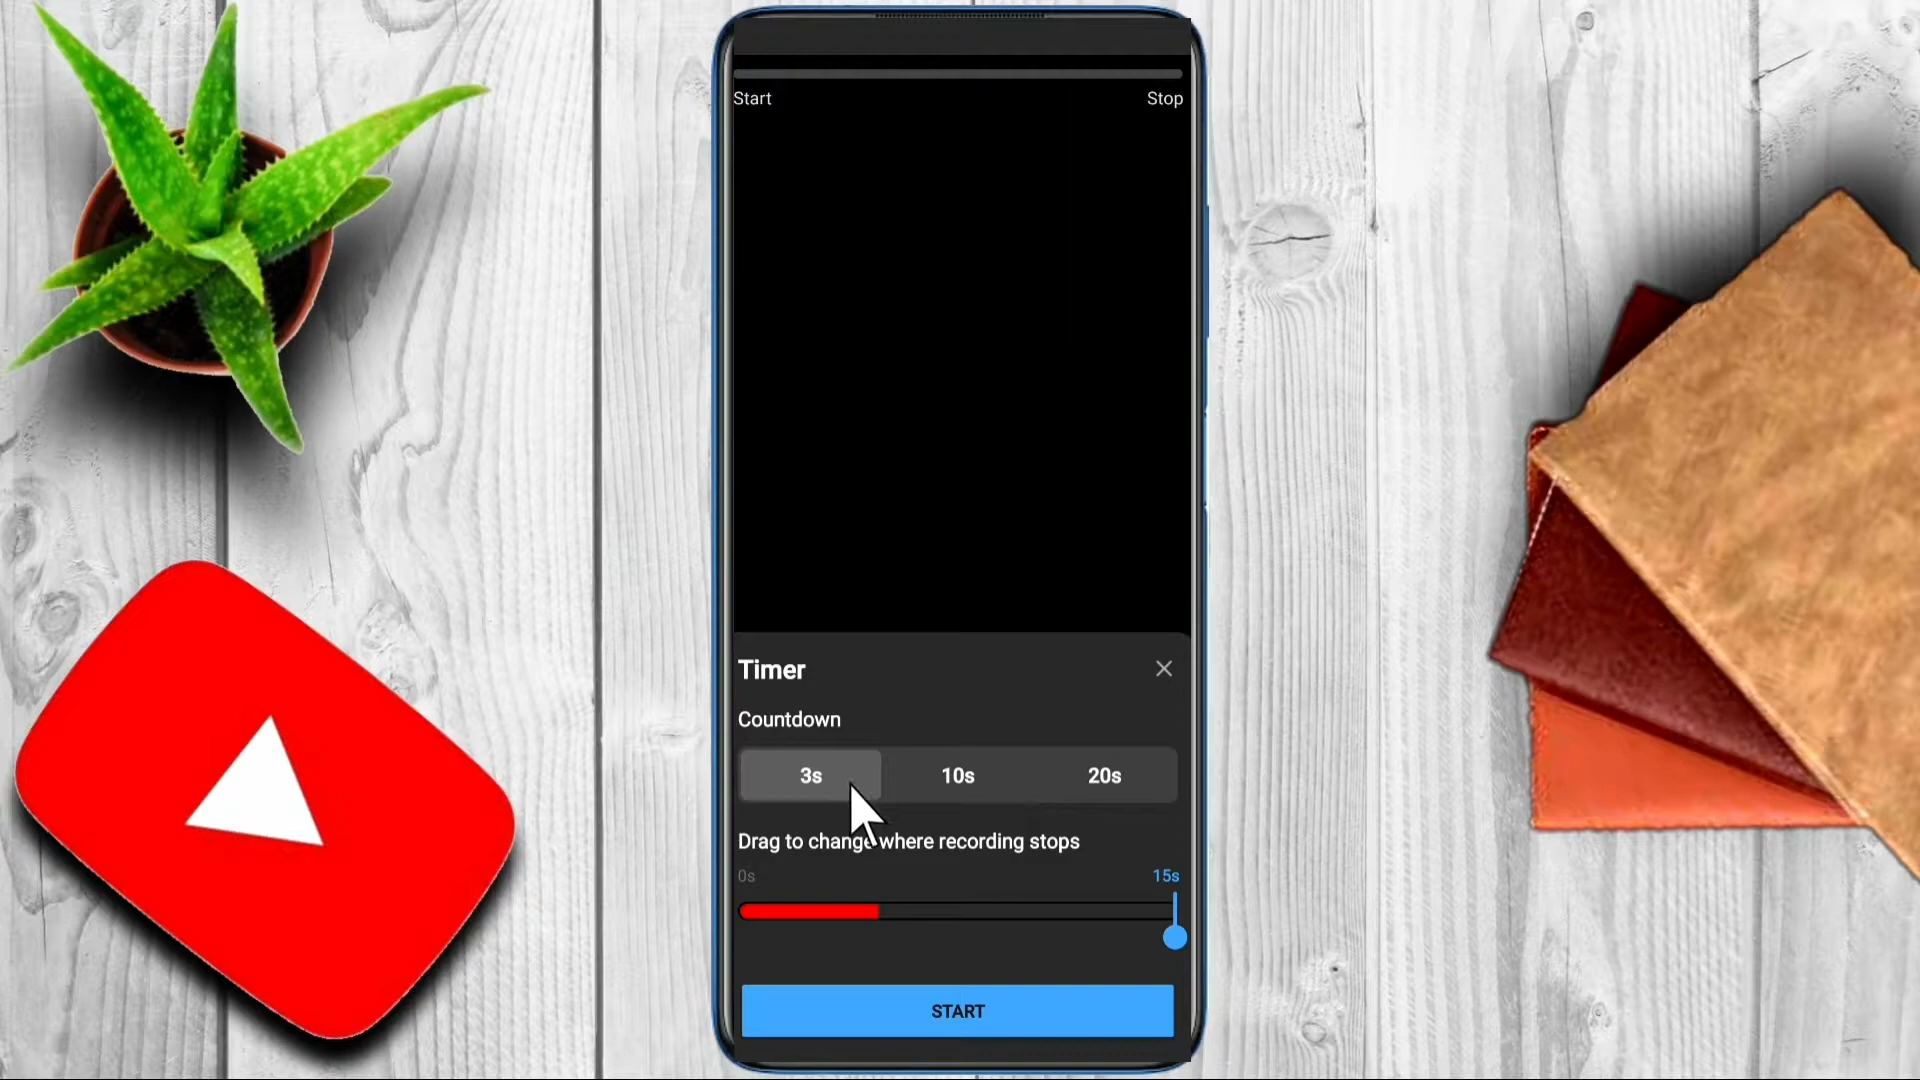 Start Stop
Timer
Countdown
3s 10s 20s
Drag to change where recording stops
0s 15s
START